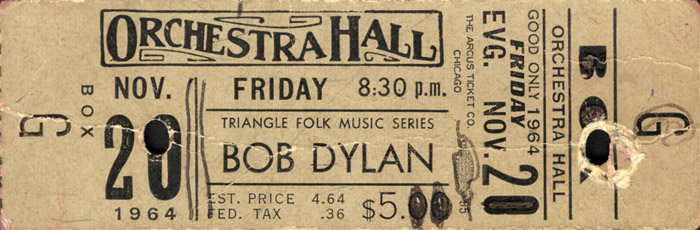 G
BOX
ORCHESTRA HALL
NOV.
20
1964
FRIDAY 8:30 p.m.
TRIANGLE FOLK MUSIC SERIES
BOB DYLAN
EST. PRICE 4.64
FED. TAX .36
$5.00
THE ARCUS TICKET CO.
CHICAGO
EVG. NOV. 20
FRIDAY
GOOD ONLY 1964
ORCHESTRA HALL
BOX
G